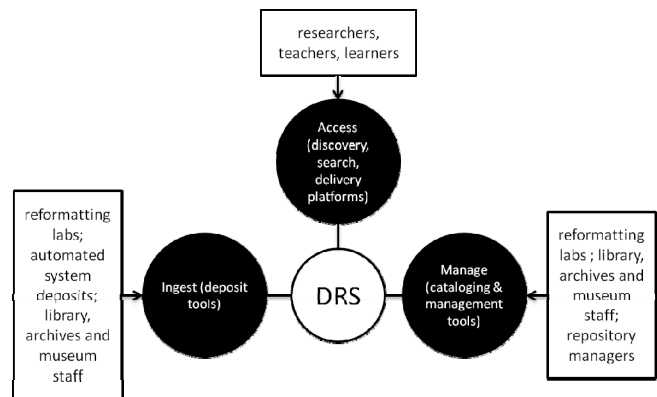 researchers,
teachers, learners
Access
(discovery,
search,
delivery
platforms)
reformatting
labs;
automated
system
deposits;
library,
archives and
museum
staff
Ingest (deposit
tools)
DRS
Manage
(cataloging &
management
tools)
reformatting
labs ; library,
archives and
museum
staff;
repository
managers